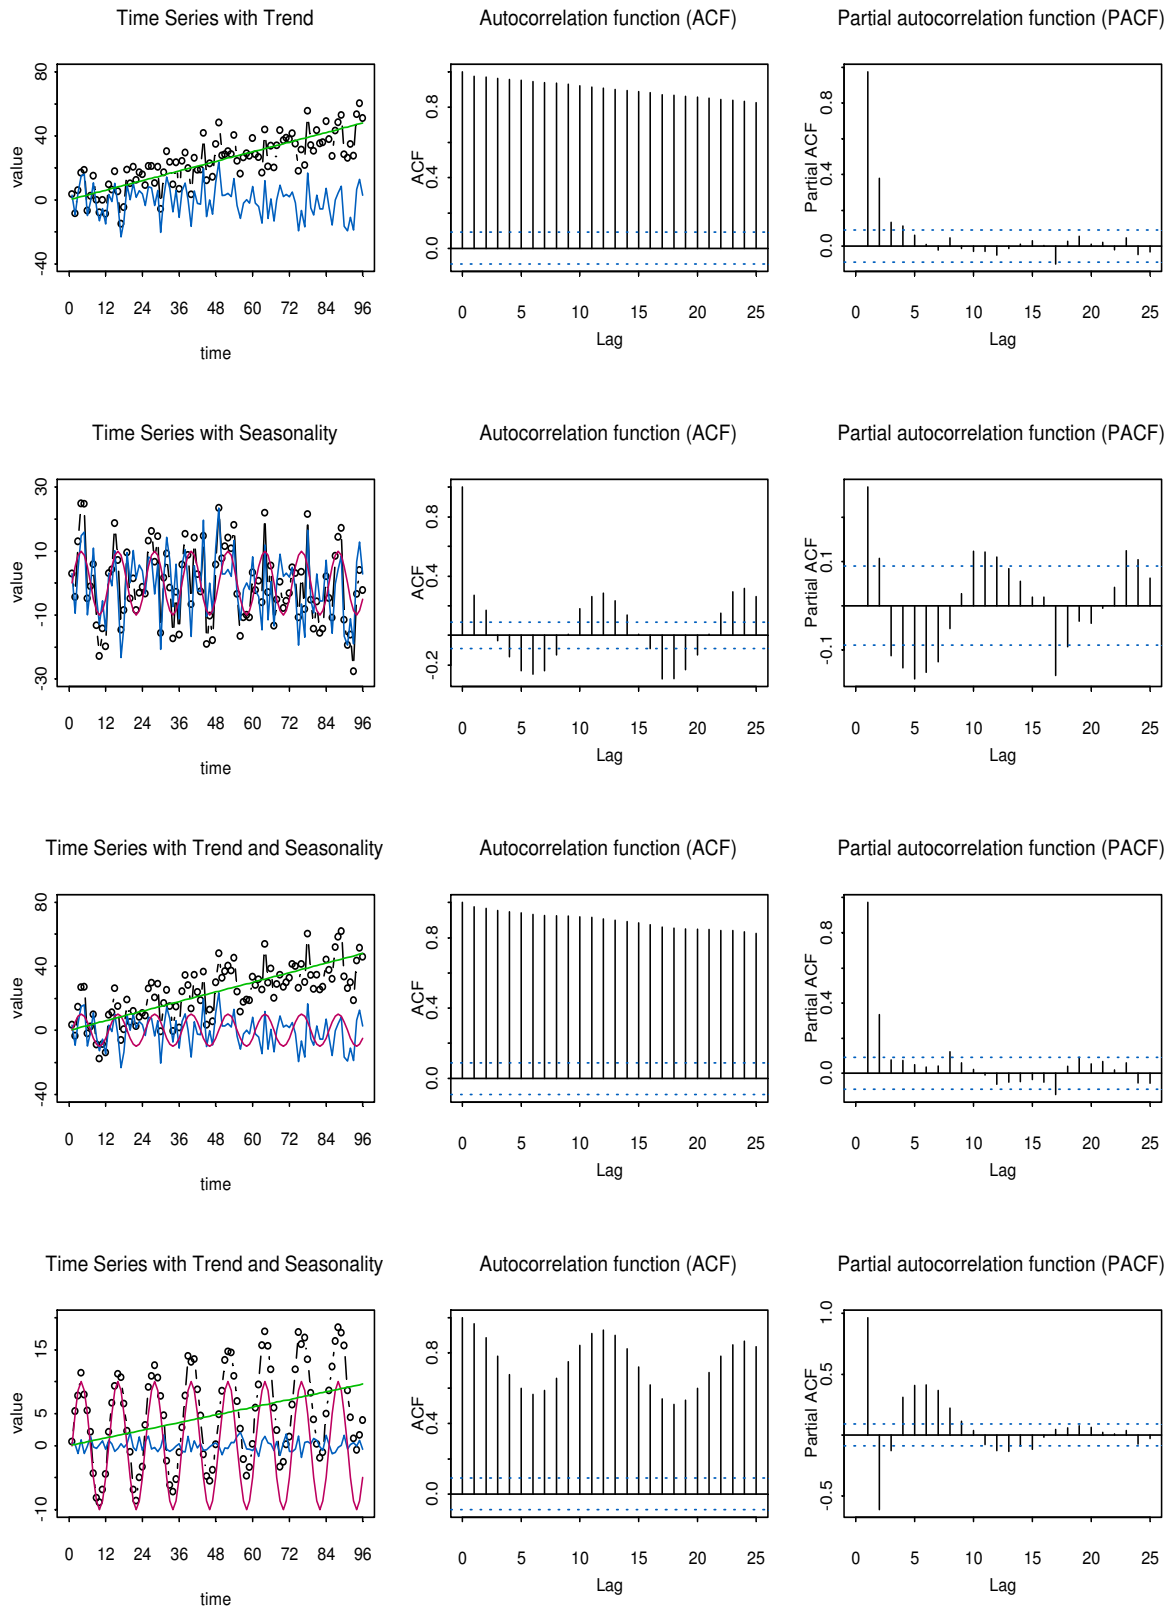 Time Series with Trend
Autocorrelation function (ACF)
Partial autocorrelation function (PACF)
value
80
40
0
-40
0 12 24 36 48 60 72 84 96
time
ACF
0.8
0.4
0.0
0 5 10 15 20 25
Lag
Partial ACF
0.8
0.4
0.0
0 5 10 15 20 25
Lag
Time Series with Seasonality
Autocorrelation function (ACF)
Partial autocorrelation function (PACF)
value
30
10
-10
-30
0 12 24 36 48 60 72 84 96
time
ACF
0.8
0.4
-0.2
0 5 10 15 20 25
Lag
Partial ACF
0.1
-0.1
0 5 10 15 20 25
Lag
Time Series with Trend and Seasonality
Autocorrelation function (ACF)
Partial autocorrelation function (PACF)
value
80
40
0
-40
0 12 24 36 48 60 72 84 96
time
ACF
0.8
0.4
0.0
0 5 10 15 20 25
Lag
Partial ACF
0.8
0.4
0.0
0 5 10 15 20 25
Lag
Time Series with Trend and Seasonality
Autocorrelation function (ACF)
Partial autocorrelation function (PACF)
value
15
5
0
-10
0 12 24 36 48 60 72 84 96
time
ACF
0.8
0.4
0.0
0 5 10 15 20 25
Lag
Partial ACF
1.0
0.5
0.0
-0.5
0 5 10 15 20 25
Lag